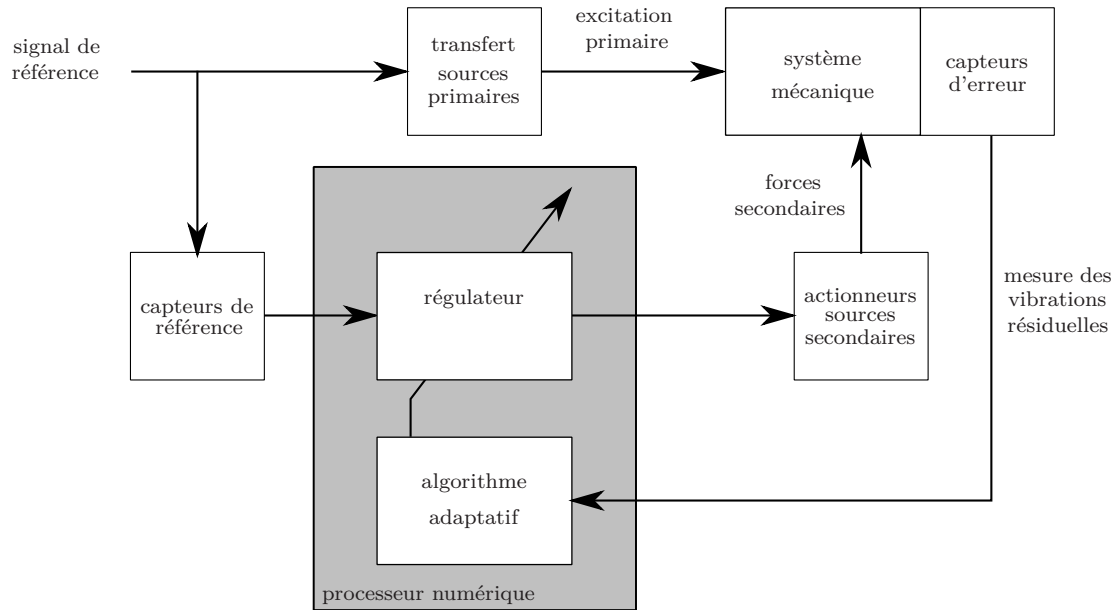 signal de
référence
transfert
sources
primaires
excitation
primaire
système
mécanique
capteurs
d'erreur
forces
secondaires
capteurs de
référence
régulateur
actionneurs
sources
secondaires
mesure des
vibrations
résiduelles
algorithme
adaptatif
processeur numérique